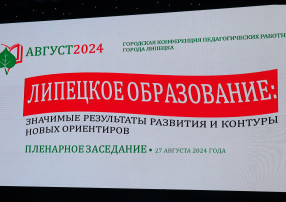 АВГУСТ2024
ГОРОДСКАЯ КОНФЕРЕНЦИЯ ПЕДАГОГИЧЕСКИХ РАБОТН
ГОРОДА ЛИПЕЦКА
ЛИПЕЦКОЕ ОБРАЗОВАНИЕ:
ЗНАЧИМЫЕ РЕЗУЛЬТАТЫ РАЗВИТИЯ И КОНТУРЫ
НОВЫХ ОРИЕНТИРОВ
ПЛЕНАРНОЕ ЗАСЕДАНИЕ • 27 АВГУСТА 2024 ГОДА